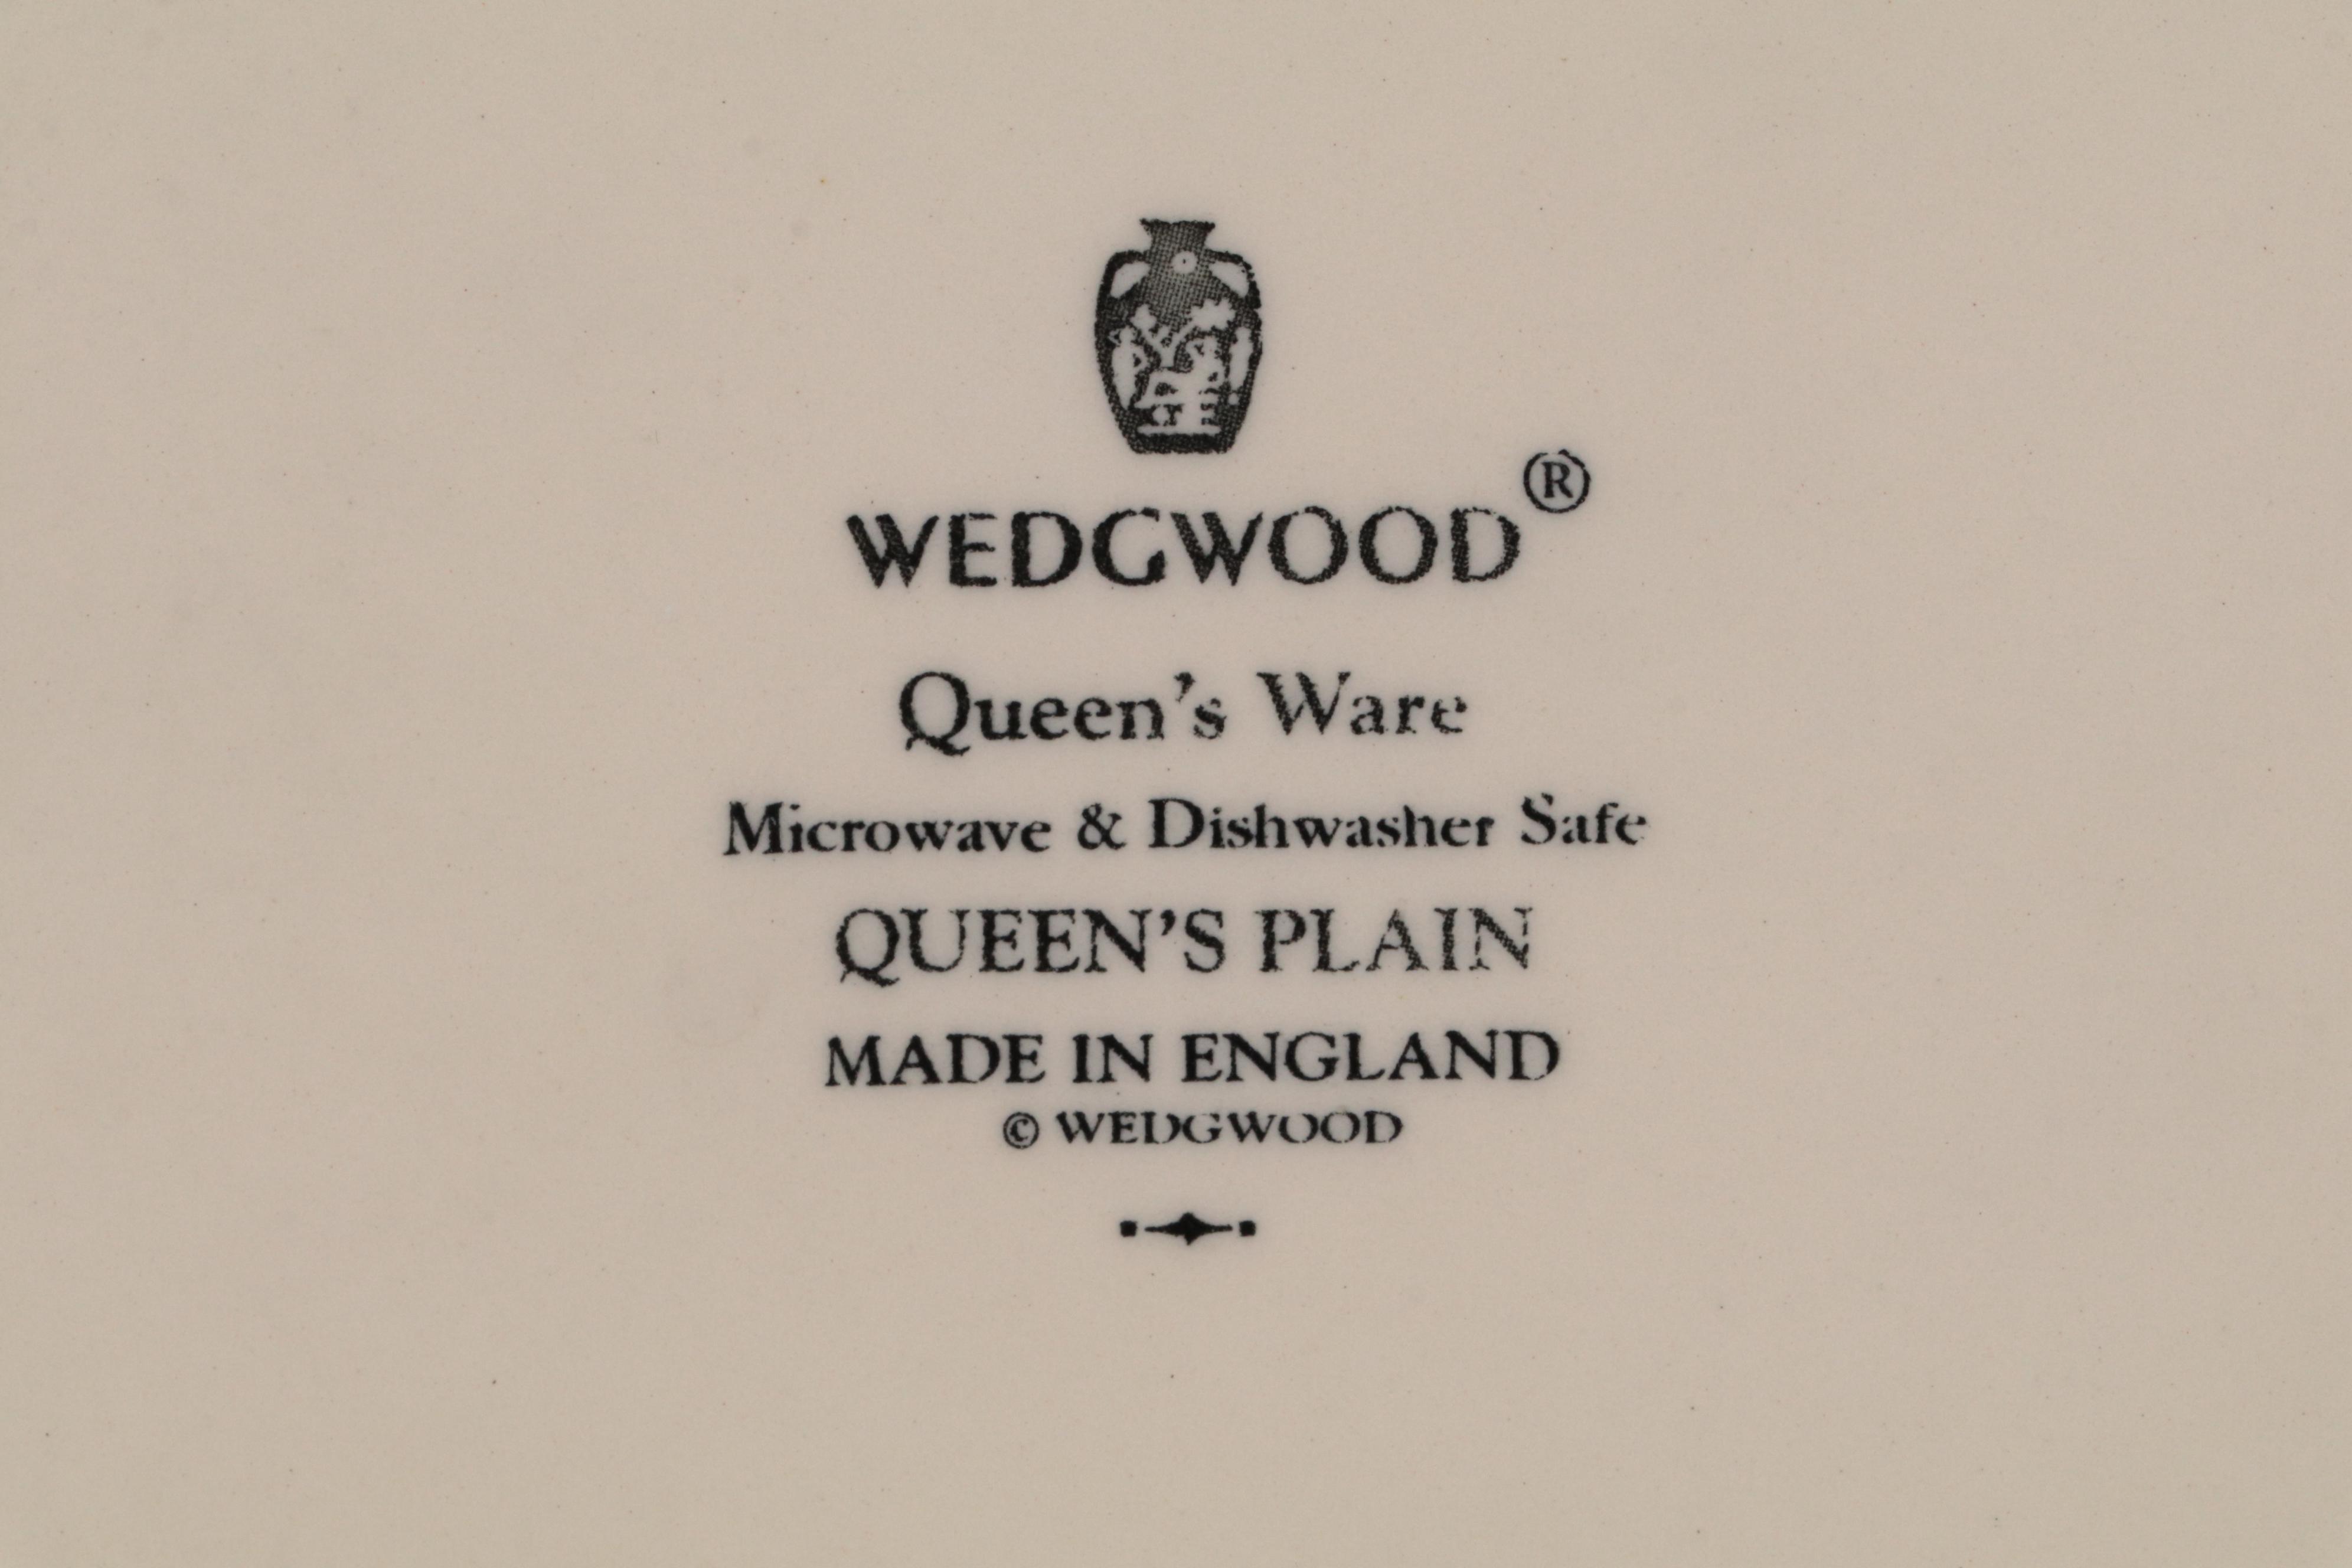 WEDGWOOD®
Queen's Ware
Microwave & Dishwasher Safe
QUEEN'S PLAIN
MADE IN ENGLAND
© WEDGWOOD